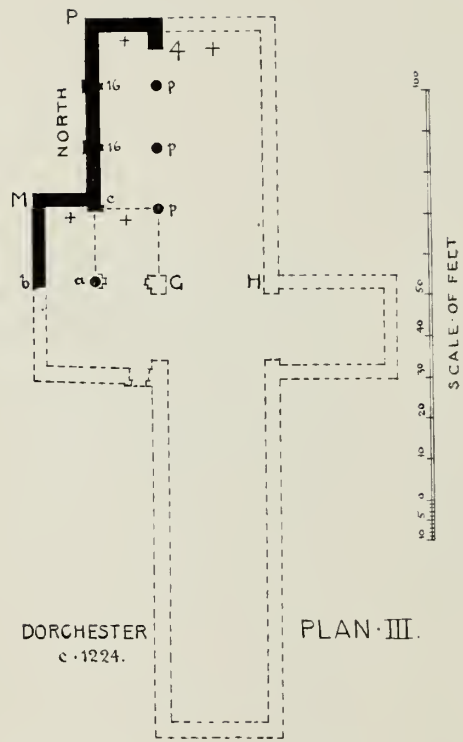 P
+ 4 +
16 p
NORTH
16 p
M c p
+ +
b a G H
100
50
40
30
20
10
0
5
10
SCALE · OF FEET
DORCHESTER
c · 1224.
PLAN · III.